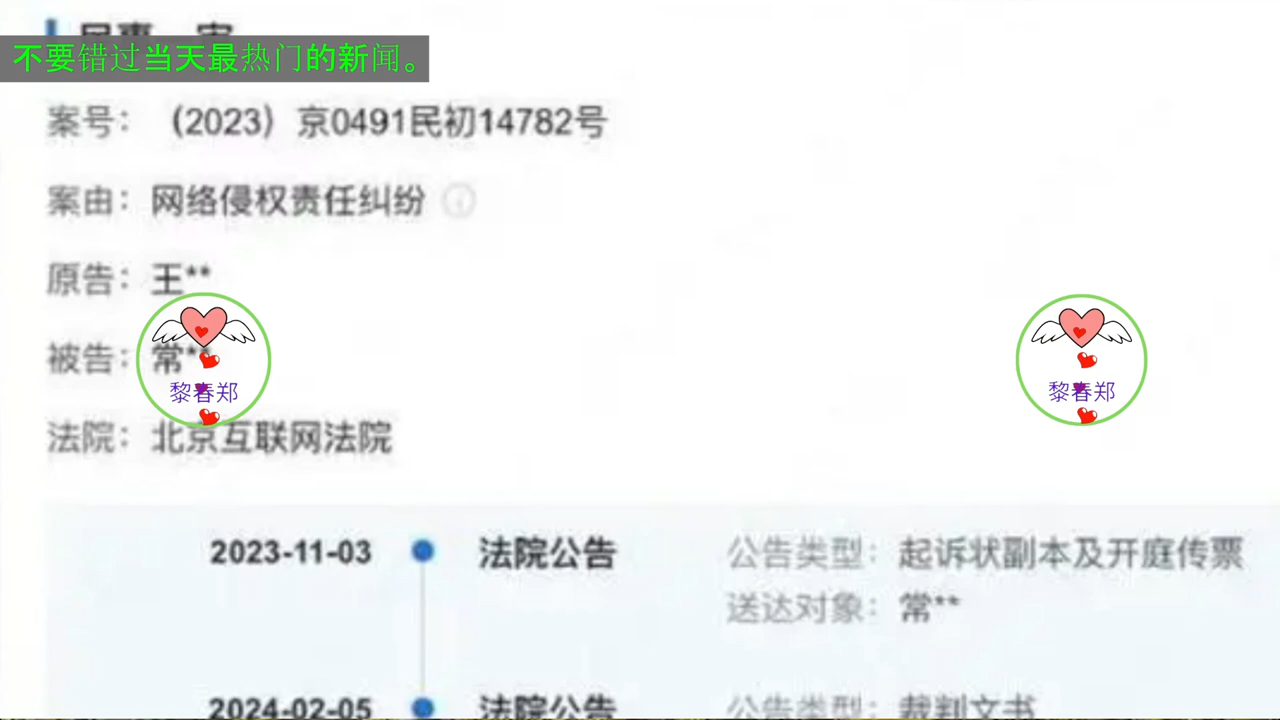 民事一审
不要错过当天最热门的新闻。
案号：（2023）京0491民初14782号
案由：网络侵权责任纠纷
原告：王**
被告：常**
黎春郑
黎春郑
法院：北京互联网法院
2023-11-03 法院公告 公告类型：起诉状副本及开庭传票
送达对象：常**
2024-02-05 法院公告 公告类型：裁判文书